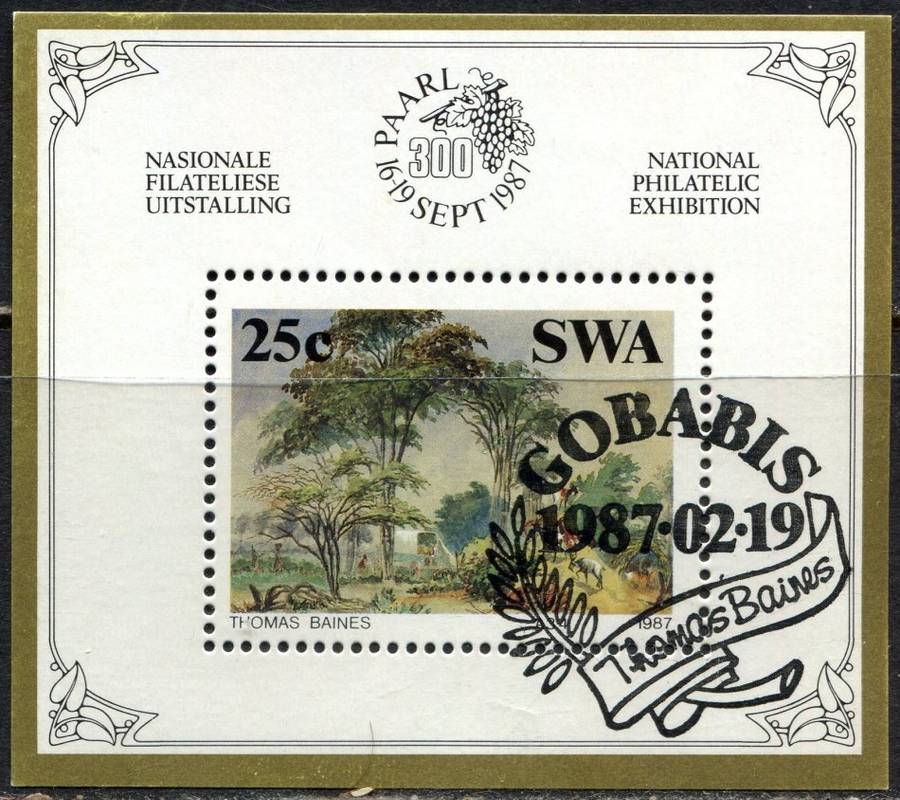 PAARL
300
16-19 SEPT 1987
NASIONALE
FILATELIESE
UITSTALLING
NATIONAL
PHILATELIC
EXHIBITION
25c
SWA
GOBABIS
1987·02·19
Thomas Baines
THOMAS BAINES
1987